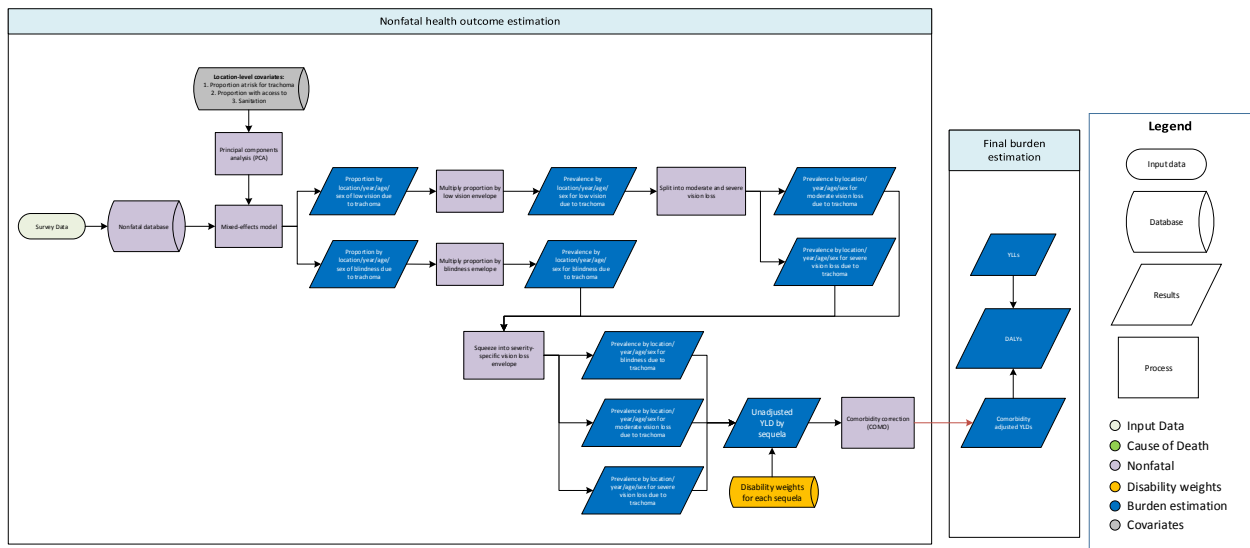 Nonfatal health outcome estimation
Location-level covariates:
1. Proportion at risk for trachoma
2. Proportion with access to
3. Sanitation
Principal components
analysis (PCA)
Survey Data
Nonfatal database
Mixed-effects model
Proportion by
location/year/age/
sex of low vision due
to trachoma
Multiply proportion by
low vision envelope
Prevalence by
location/year/age/
sex for low vision
due to trachoma
Split into moderate and severe
vision loss
Prevalence by location/
year/age/sex for
moderate vision loss
due to trachoma
Proportion by
location/year/age/
sex of blindness due
to trachoma
Multiply proportion by
blindness envelope
Prevalence by
location/year/age/
sex for blindness due
to trachoma
Prevalence by location/
year/age/sex for severe
vision loss due to
trachoma
Squeeze into severity-
specific vision loss
envelope
Prevalence by location/
year/age/sex for
blindness due to
trachoma
Prevalence by location/
year/age/sex for
moderate vision loss
due to trachoma
Prevalence by location/
year/age/sex for severe
vision loss due to
trachoma
Unadjusted
YLD by
sequela
Disability weights
for each sequela
Comorbidity correction
(COMO)
Final burden
estimation
YLLs
DALYs
Comorbidity
adjusted YLDs
Legend
Input data
Database
Results
Process
Input Data
Cause of Death
Nonfatal
Disability weights
Burden estimation
Covariates